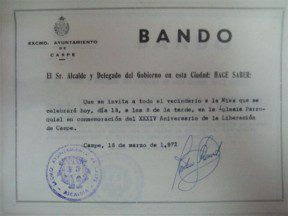 EXCMO. AYUNTAMIENTO
DE
CASPE
BANDO
El Sr. Alcalde y Delegado del Gobierno en esta Ciudad: HACE SABER:
Que se invita a todo el vecindario a la Misa que se
celebrará hoy, día 18, a las 8 de la tarde, en la Iglesia Parro-
quial en conmemoración del XXXIV Aniversario de la Liberación
de Caspe.
Caspe, 18 de marzo de 1.972
ALCALDIA